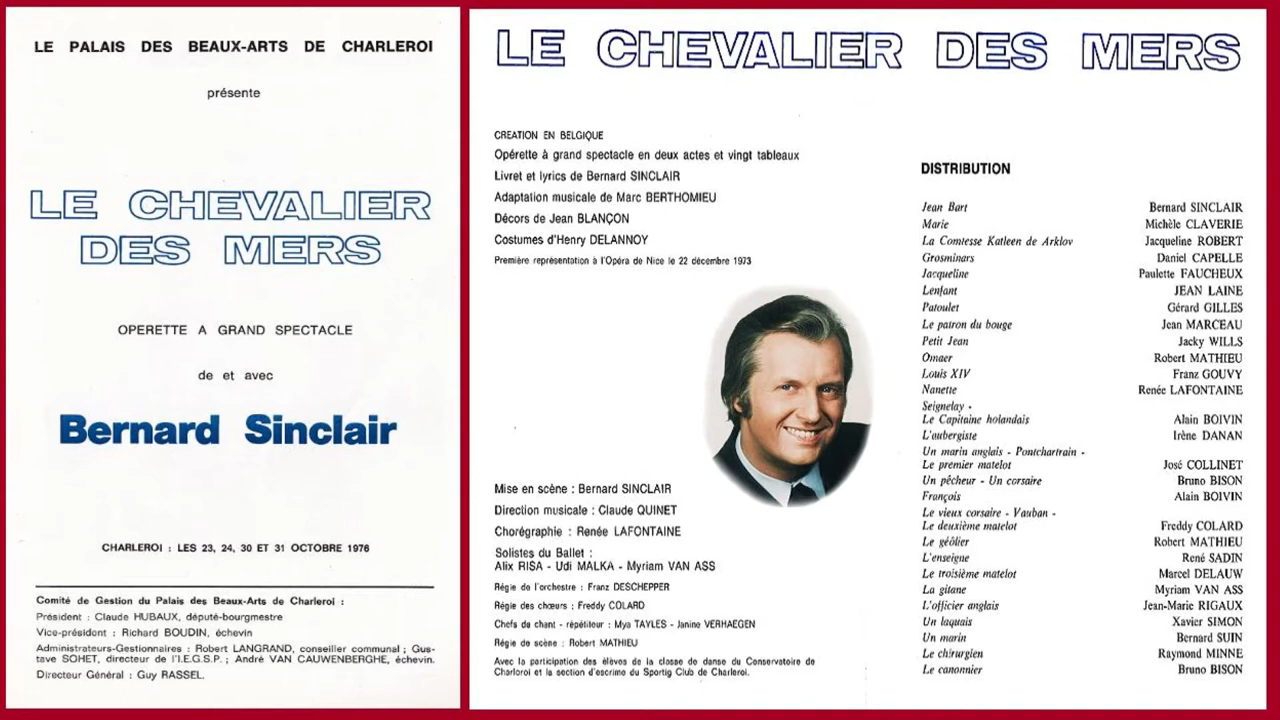 LE PALAIS DES BEAUX-ARTS DE CHARLEROI
présente
LE CHEVALIER
DES MERS
OPERETTE A GRAND SPECTACLE
de et avec
Bernard Sinclair
CHARLEROI : LES 23, 24, 30 ET 31 OCTOBRE 1976
Comité de Gestion du Palais des Beaux-Arts de Charleroi :
Président : Claude HUBAUX, député-bourgmestre
Vice-président : Richard BOUDIN, échevin
Administrateurs-Gestionnaires : Robert LANGRAND, conseiller communal ; Gus-
tave SOHET, directeur de l'I.E.G.S.P. ; André VAN CAUWENBERGHE, échevin.
Directeur Général : Guy RASSEL.
LE CHEVALIER DES MERS
CREATION EN BELGIQUE
Opérette à grand spectacle en deux actes et vingt tableaux
Livret et lyrics de Bernard SINCLAIR
Adaptation musicale de Marc BERTHOMIEU
Décors de Jean BLANÇON
Costumes d'Henry DELANNOY
Première représentation à l'Opéra de Nice le 22 décembre 1973
Mise en scène : Bernard SINCLAIR
Direction musicale : Claude QUINET
Chorégraphie : Renée LAFONTAINE
Solistes du Ballet :
Alix RISA - Udi MALKA - Myriam VAN ASS
Régie de l'orchestre : Franz DESCHEPPER
Régie des chœurs : Freddy COLARD
Chefs de chant - répétiteur : Mya TAYLES - Janine VERHAEGEN
Régie de scène : Robert MATHIEU
Avec la participation des élèves de la classe de danse du Conservatoire de
Charleroi et la section d'escrime du Sportig Club de Charleroi.
DISTRIBUTION
Jean Bart Bernard SINCLAIR
Marie Michèle CLAVERIE
La Comtesse Katleen de Arklov Jacqueline ROBERT
Grosminars Daniel CAPELLE
Jacqueline Paulette FAUCHEUX
Lenfant JEAN LAINE
Patoulet Gérard GILLES
Le patron du bouge Jean MARCEAU
Petit Jean Jacky WILLS
Omaer Robert MATHIEU
Louis XIV Franz GOUVY
Nanette Renée LAFONTAINE
Seignelay -
Le Capitaine holandais Alain BOIVIN
L'aubergiste Irène DANAN
Un marin anglais - Pontchartrain -
Le premier matelot José COLLINET
Un pêcheur - Un corsaire Bruno BISON
François Alain BOIVIN
Le vieux corsaire - Vauban -
Le deuxième matelot Freddy COLARD
Le geôlier Robert MATHIEU
L'enseigne René SADIN
Le troisième matelot Marcel DELAUW
La gitane Myriam VAN ASS
L'officier anglais Jean-Marie RIGAUX
Un laquais Xavier SIMON
Un marin Bernard SUIN
Le chirurgien Raymond MINNE
Le canonnier Bruno BISON